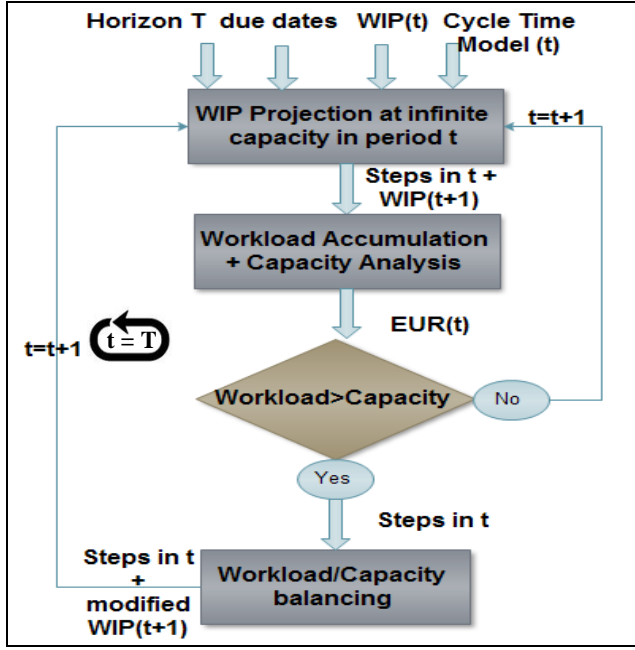 Horizon T due dates WIP(t) Cycle Time
Model (t)
WIP Projection at infinite
capacity in period t
t=t+1
Steps in t +
WIP(t+1)
Workload Accumulation
+ Capacity Analysis
EUR(t)
t=t+1
t = T
Workload>Capacity
No
Yes
Steps in t
Steps in t
+
modified
WIP(t+1)
Workload/Capacity
balancing